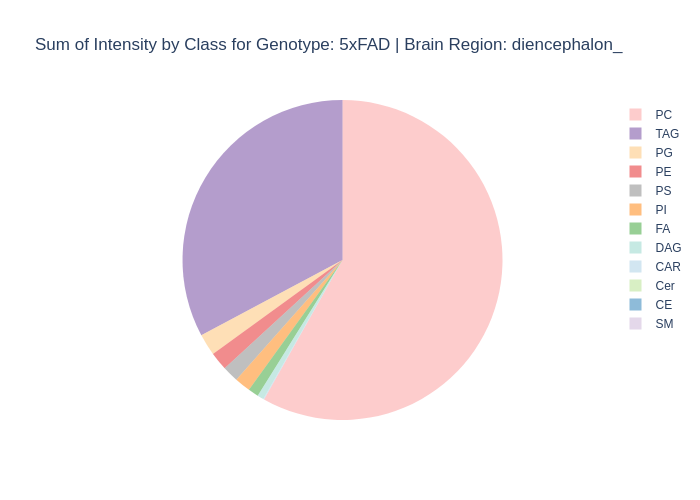 Sum of Intensity by Class for Genotype: 5xFAD | Brain Region: diencephalon_
PC
TAG
PG
PE
PS
PI
FA
DAG
CAR
Cer
CE
SM